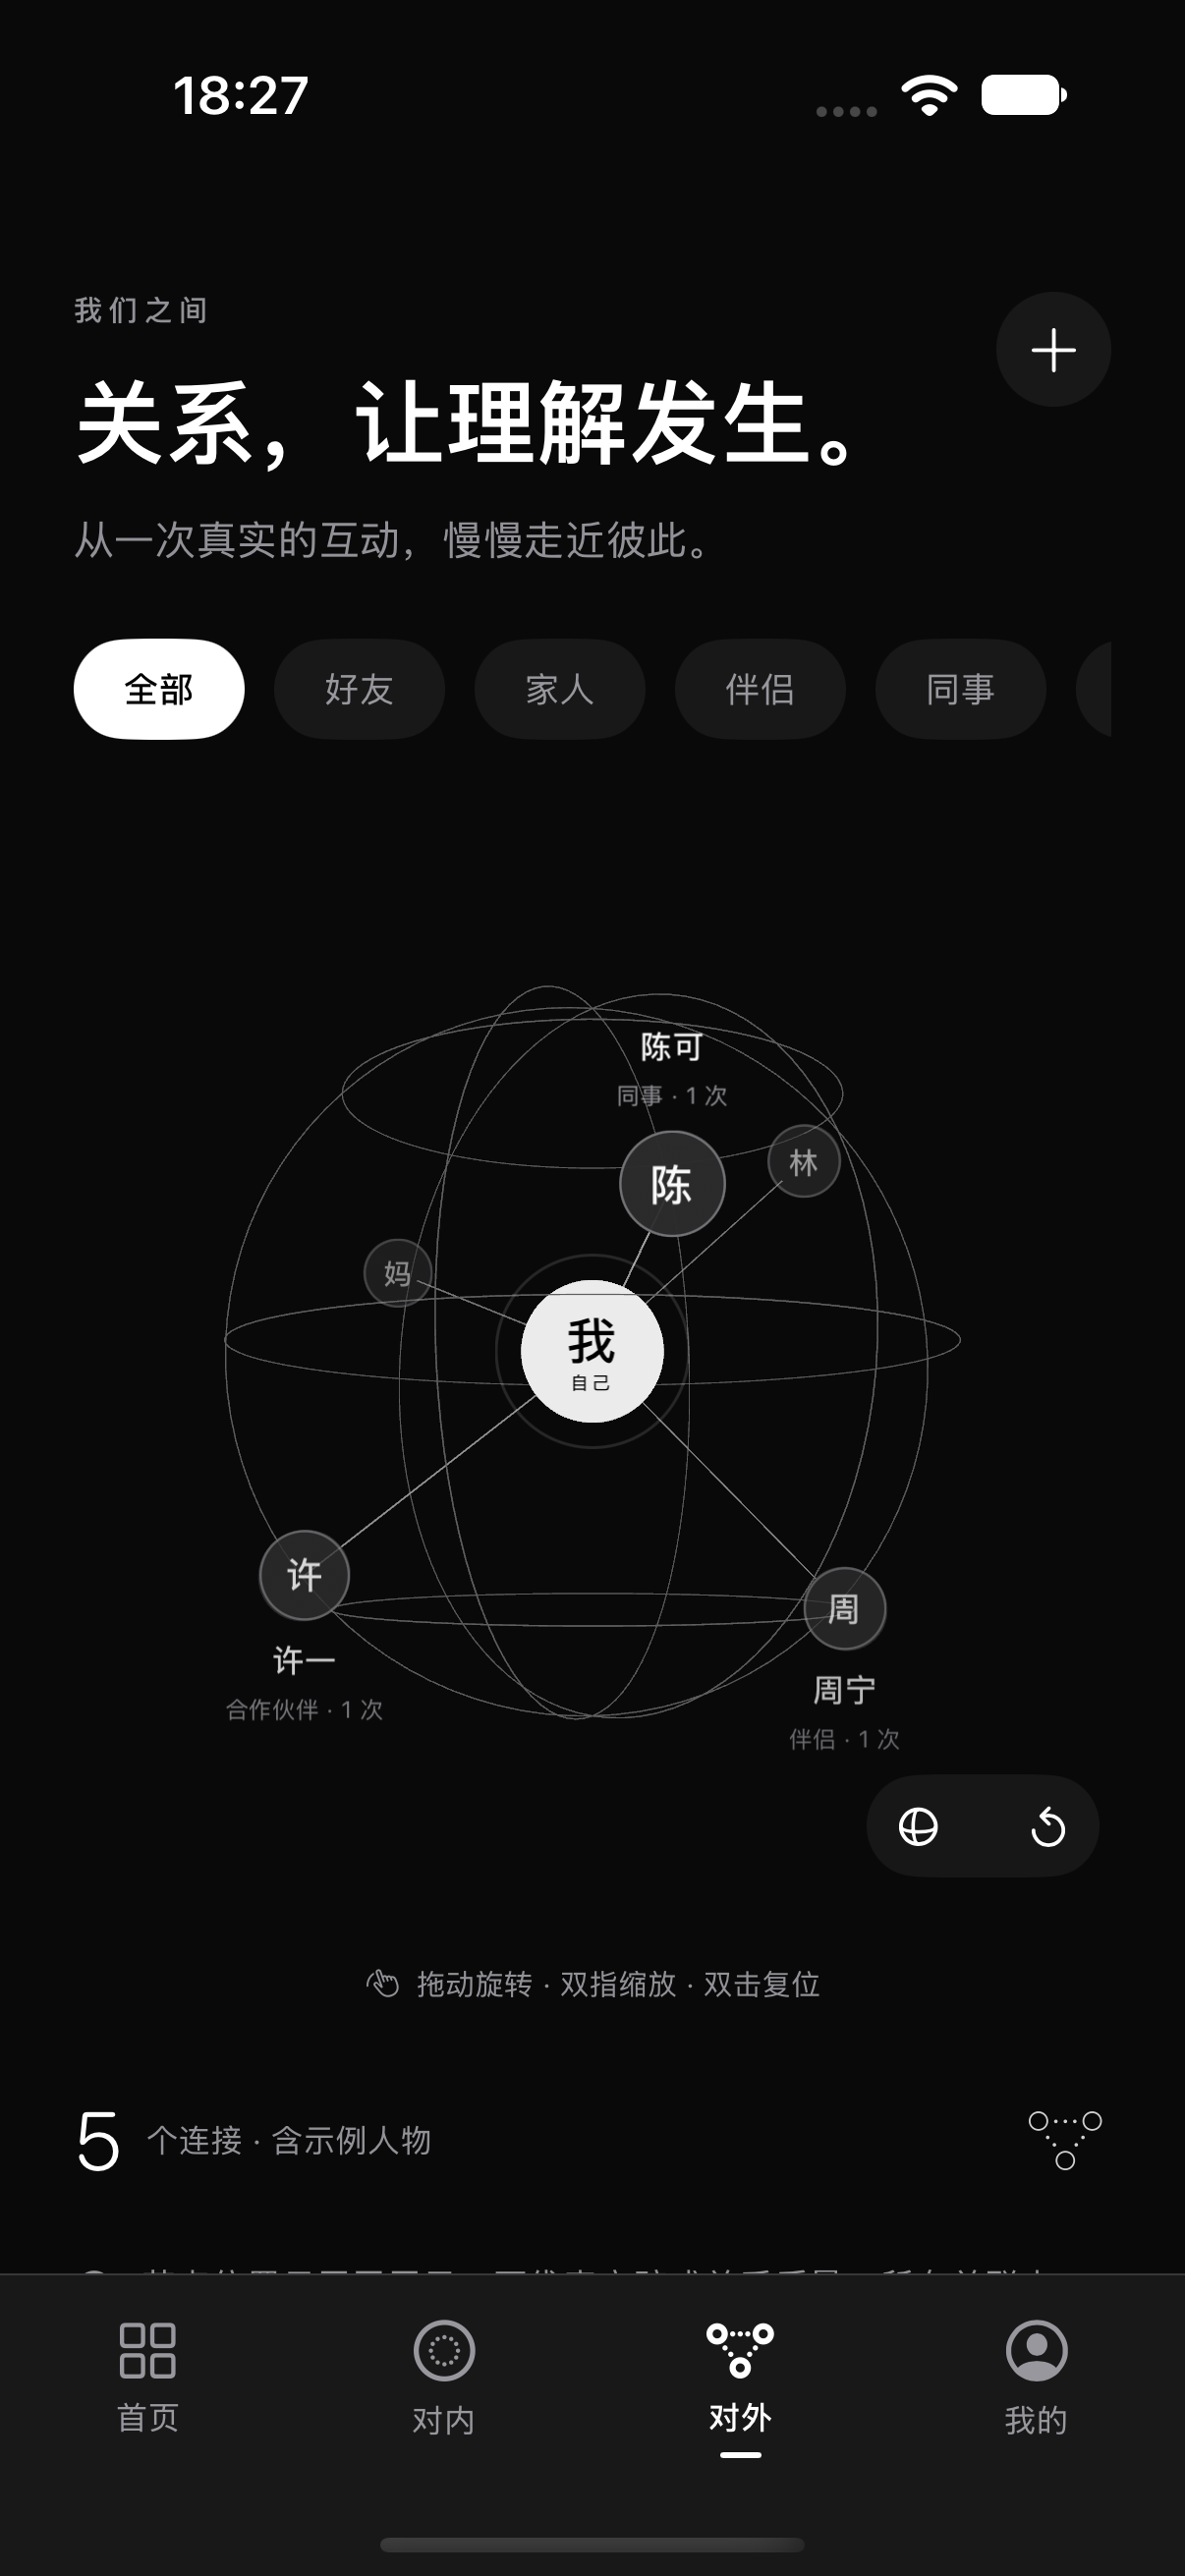 18:27
我们之间
关系，让理解发生。
从一次真实的互动，慢慢走近彼此。
全部 好友 家人 伴侣 同事
陈可
同事 · 1 次
陈
林
妈
我
自己
许
许一
合作伙伴 · 1 次
周
周宁
伴侣 · 1 次
拖动旋转 · 双指缩放 · 双击复位
5 个连接 · 含示例人物
首页 对内 对外 我的